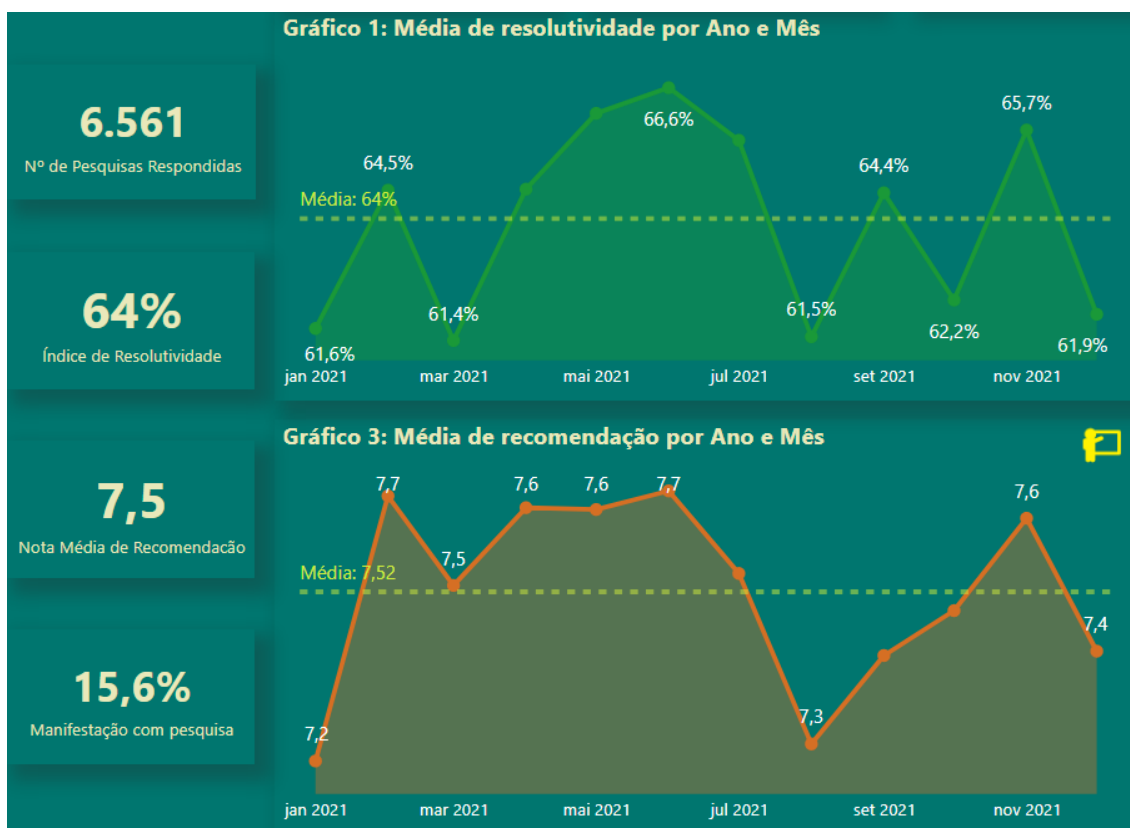 6.561
Nº de Pesquisas Respondidas
64%
Índice de Resolutividade
7,5
Nota Média de Recomendacão
15,6%
Manifestação com pesquisa
Gráfico 1: Média de resolutividade por Ano e Mês
65,7%
66,6%
64,5%
64,4%
Média: 64%
61,4%
61,5%
62,2%
61,6%
61,9%
jan 2021 mar 2021 mai 2021 jul 2021 set 2021 nov 2021
Gráfico 3: Média de recomendação por Ano e Mês
7,7 7,6 7,6 7,7 7,6
7,5
Média: 7,52
7,4
7,3
7,2
jan 2021 mar 2021 mai 2021 jul 2021 set 2021 nov 2021